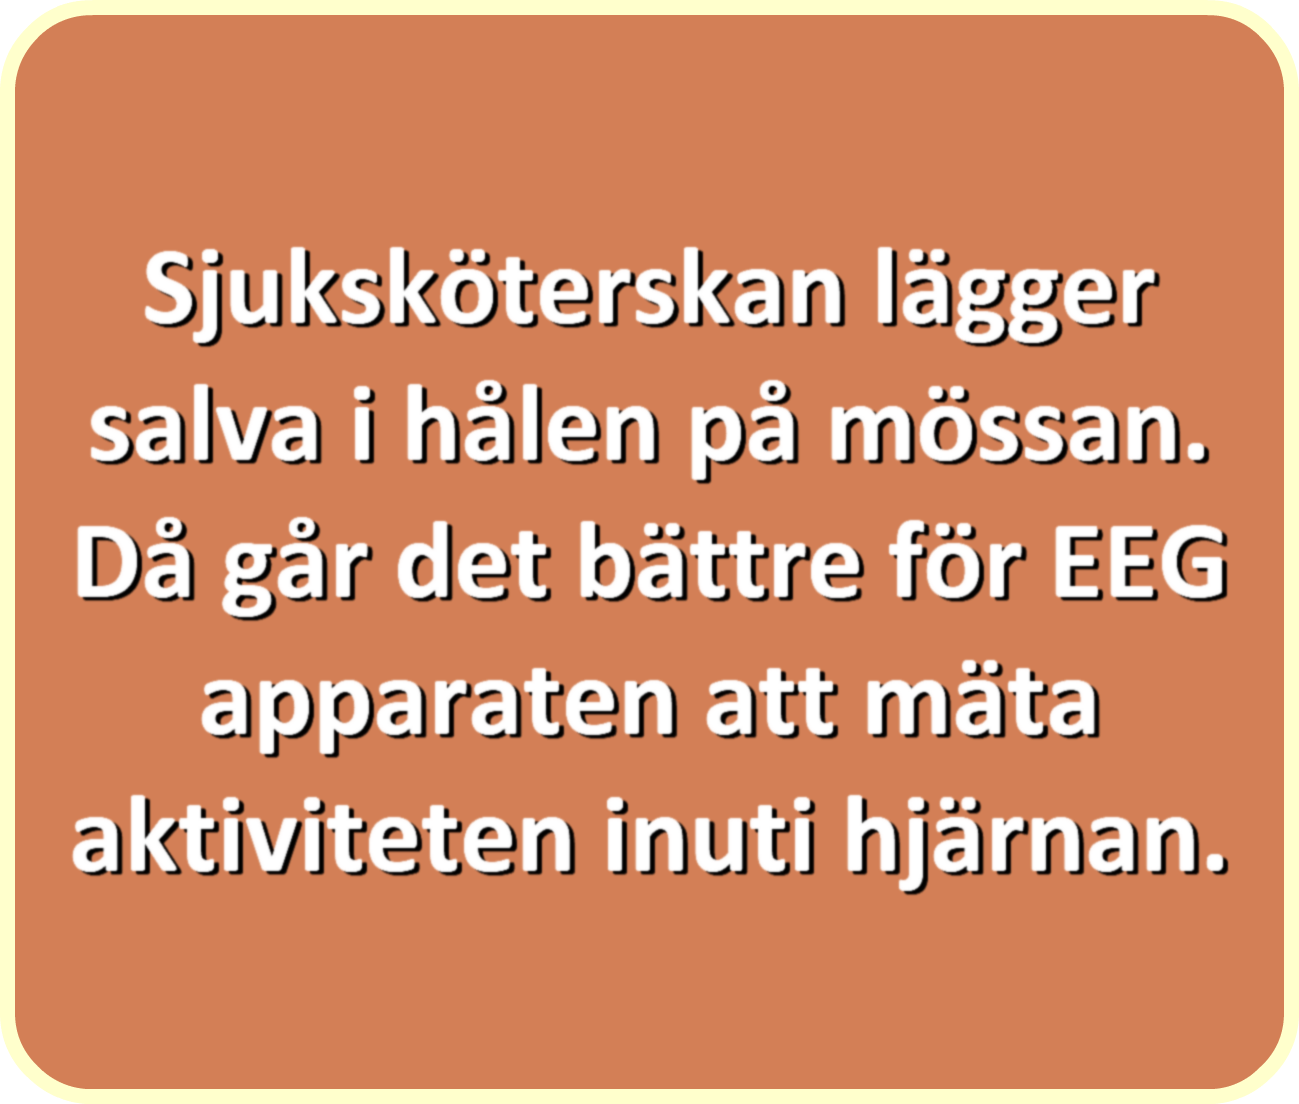 Sjuksköterskan lägger
salva i hålen på mössan.
Då går det bättre för EEG
apparaten att mäta
aktiviteten inuti hjärnan.